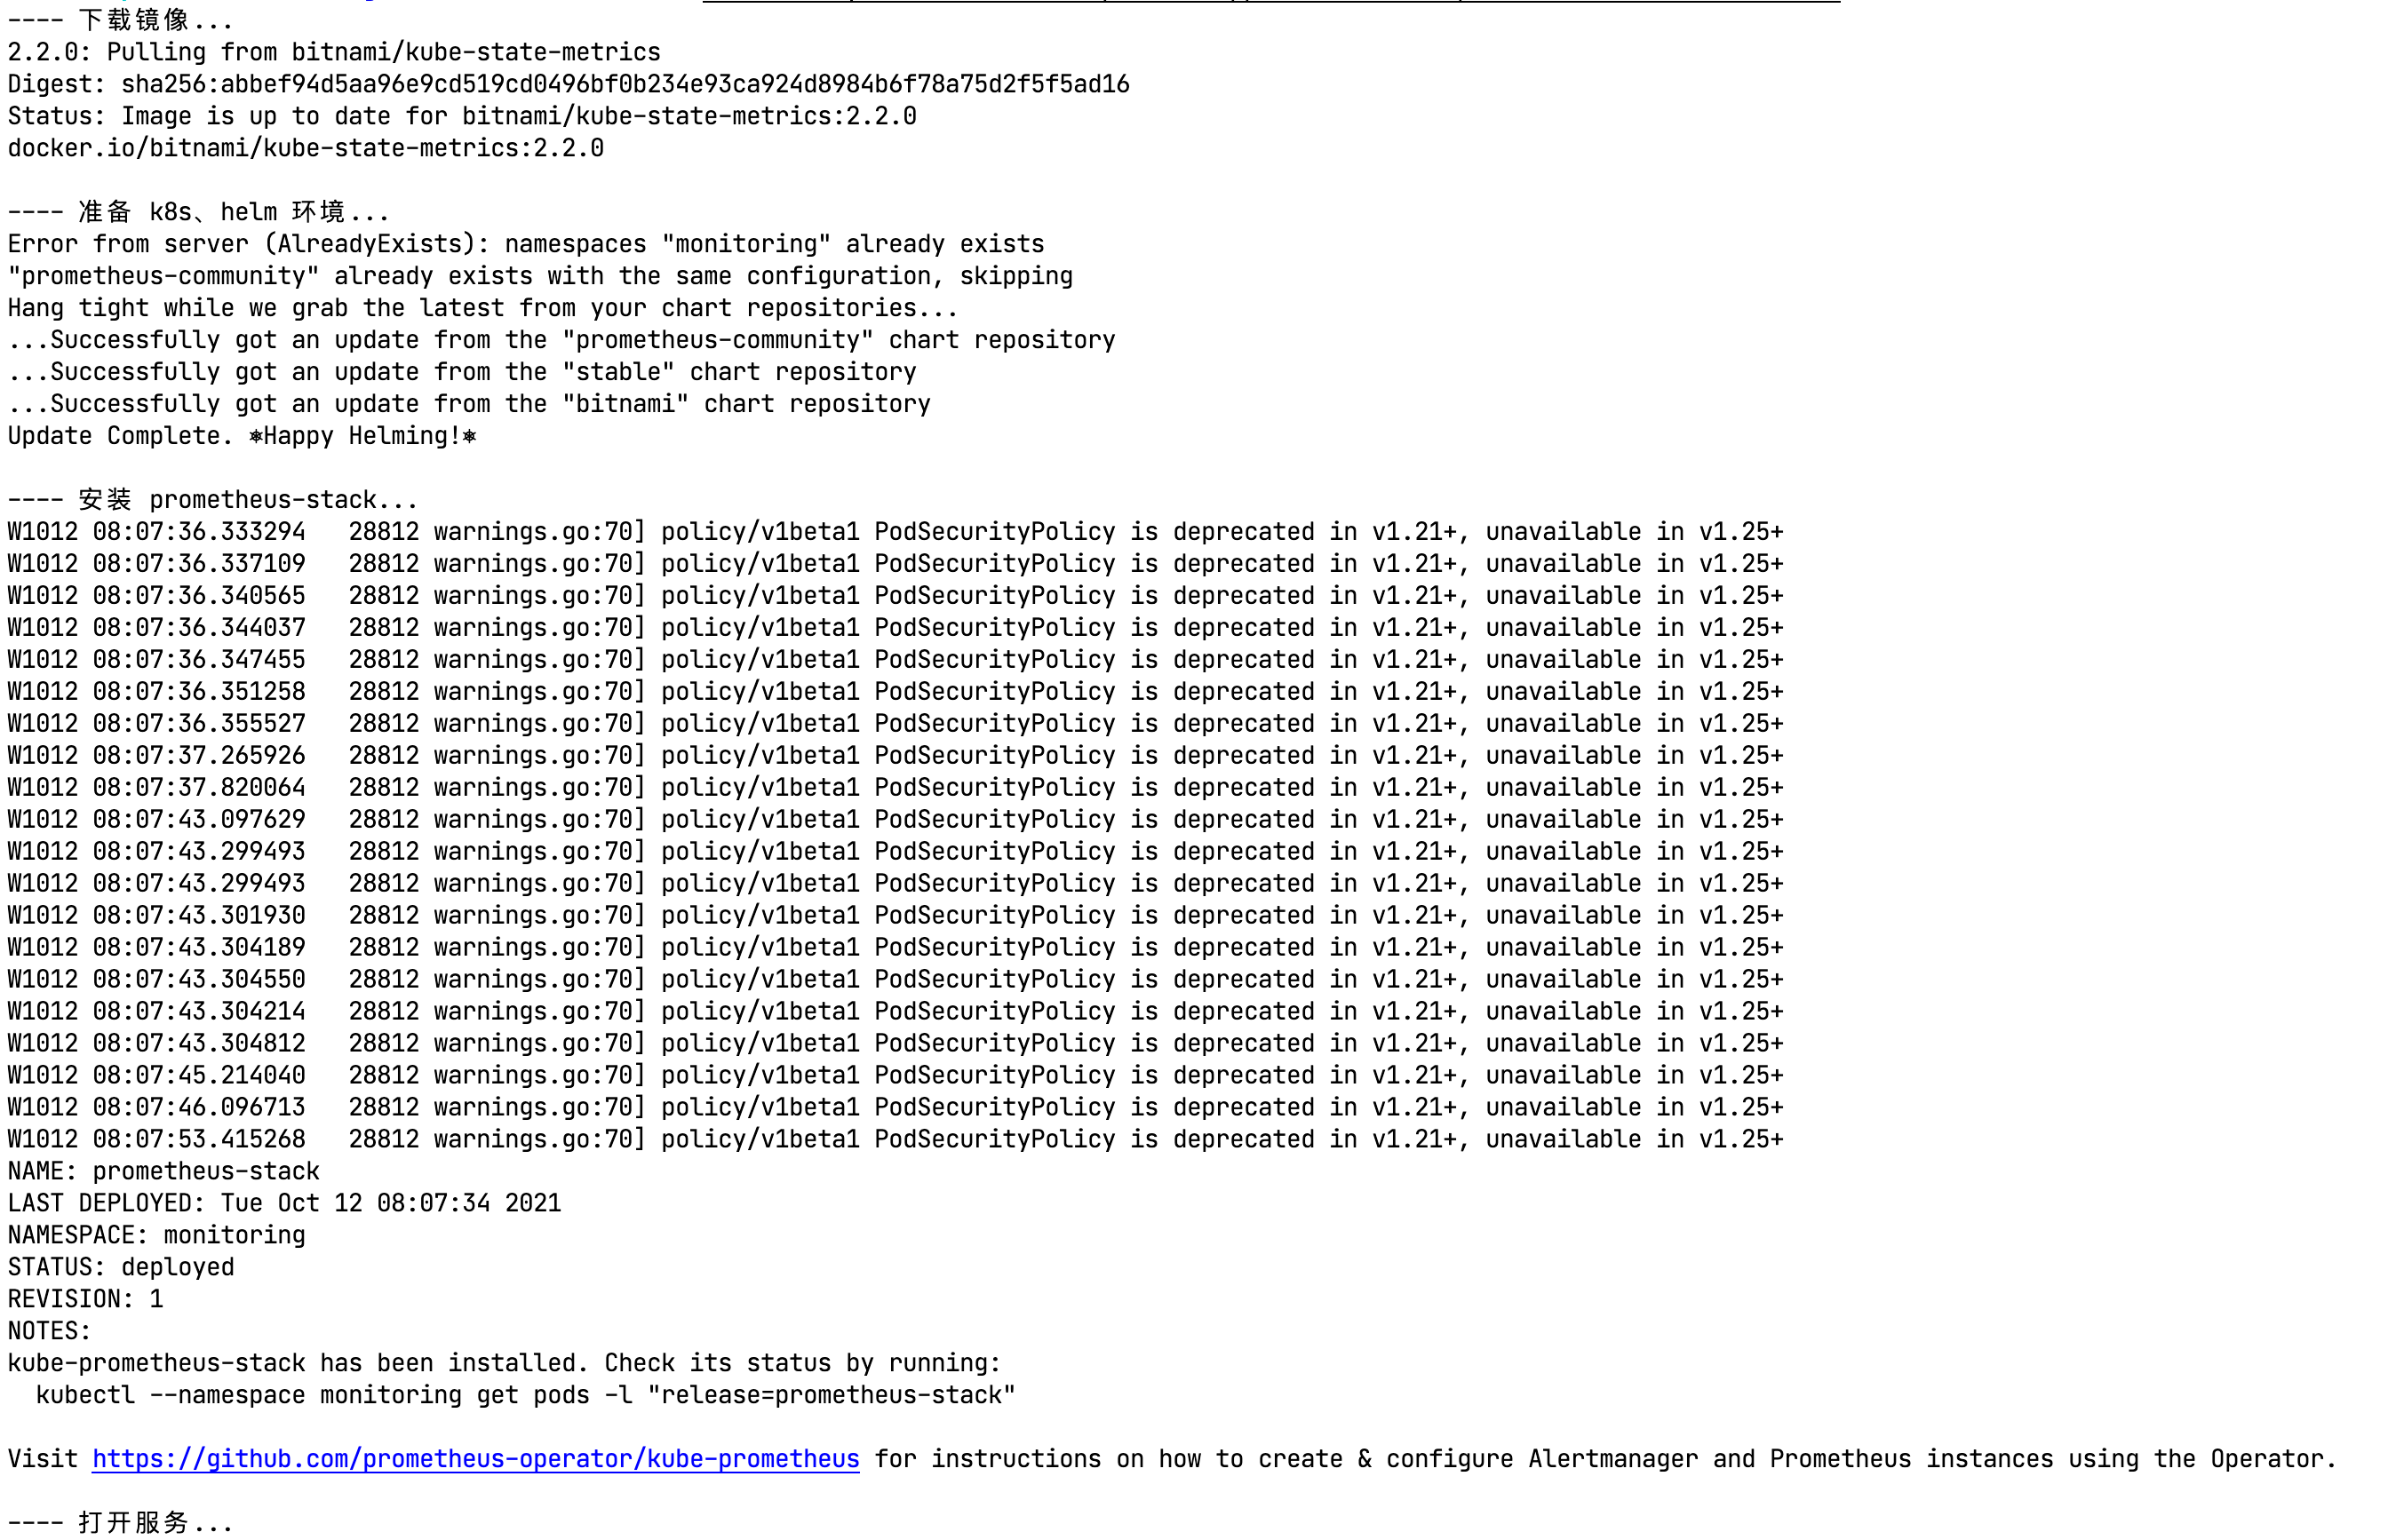 ---- 下载镜像...
2.2.0: Pulling from bitnami/kube-state-metrics
Digest: sha256:abbef94d5aa96e9cd519cd0496bf0b234e93ca924d8984b6f78a75d2f5f5ad16
Status: Image is up to date for bitnami/kube-state-metrics:2.2.0
docker.io/bitnami/kube-state-metrics:2.2.0
---- 准备 k8s、helm 环境...
Error from server (AlreadyExists): namespaces "monitoring" already exists
"prometheus-community" already exists with the same configuration, skipping
Hang tight while we grab the latest from your chart repositories...
...Successfully got an update from the "prometheus-community" chart repository
...Successfully got an update from the "stable" chart repository
...Successfully got an update from the "bitnami" chart repository
Update Complete. ⎈Happy Helming!⎈
---- 安装 prometheus-stack...
W1012 08:07:36.333294   28812 warnings.go:70] policy/v1beta1 PodSecurityPolicy is deprecated in v1.21+, unavailable in v1.25+
W1012 08:07:36.337109   28812 warnings.go:70] policy/v1beta1 PodSecurityPolicy is deprecated in v1.21+, unavailable in v1.25+
W1012 08:07:36.340565   28812 warnings.go:70] policy/v1beta1 PodSecurityPolicy is deprecated in v1.21+, unavailable in v1.25+
W1012 08:07:36.344037   28812 warnings.go:70] policy/v1beta1 PodSecurityPolicy is deprecated in v1.21+, unavailable in v1.25+
W1012 08:07:36.347455   28812 warnings.go:70] policy/v1beta1 PodSecurityPolicy is deprecated in v1.21+, unavailable in v1.25+
W1012 08:07:36.351258   28812 warnings.go:70] policy/v1beta1 PodSecurityPolicy is deprecated in v1.21+, unavailable in v1.25+
W1012 08:07:36.355527   28812 warnings.go:70] policy/v1beta1 PodSecurityPolicy is deprecated in v1.21+, unavailable in v1.25+
W1012 08:07:37.265926   28812 warnings.go:70] policy/v1beta1 PodSecurityPolicy is deprecated in v1.21+, unavailable in v1.25+
W1012 08:07:37.820064   28812 warnings.go:70] policy/v1beta1 PodSecurityPolicy is deprecated in v1.21+, unavailable in v1.25+
W1012 08:07:43.097629   28812 warnings.go:70] policy/v1beta1 PodSecurityPolicy is deprecated in v1.21+, unavailable in v1.25+
W1012 08:07:43.299493   28812 warnings.go:70] policy/v1beta1 PodSecurityPolicy is deprecated in v1.21+, unavailable in v1.25+
W1012 08:07:43.299493   28812 warnings.go:70] policy/v1beta1 PodSecurityPolicy is deprecated in v1.21+, unavailable in v1.25+
W1012 08:07:43.301930   28812 warnings.go:70] policy/v1beta1 PodSecurityPolicy is deprecated in v1.21+, unavailable in v1.25+
W1012 08:07:43.304189   28812 warnings.go:70] policy/v1beta1 PodSecurityPolicy is deprecated in v1.21+, unavailable in v1.25+
W1012 08:07:43.304550   28812 warnings.go:70] policy/v1beta1 PodSecurityPolicy is deprecated in v1.21+, unavailable in v1.25+
W1012 08:07:43.304214   28812 warnings.go:70] policy/v1beta1 PodSecurityPolicy is deprecated in v1.21+, unavailable in v1.25+
W1012 08:07:43.304812   28812 warnings.go:70] policy/v1beta1 PodSecurityPolicy is deprecated in v1.21+, unavailable in v1.25+
W1012 08:07:45.214040   28812 warnings.go:70] policy/v1beta1 PodSecurityPolicy is deprecated in v1.21+, unavailable in v1.25+
W1012 08:07:46.096713   28812 warnings.go:70] policy/v1beta1 PodSecurityPolicy is deprecated in v1.21+, unavailable in v1.25+
W1012 08:07:53.415268   28812 warnings.go:70] policy/v1beta1 PodSecurityPolicy is deprecated in v1.21+, unavailable in v1.25+
NAME: prometheus-stack
LAST DEPLOYED: Tue Oct 12 08:07:34 2021
NAMESPACE: monitoring
STATUS: deployed
REVISION: 1
NOTES:
kube-prometheus-stack has been installed. Check its status by running:
  kubectl --namespace monitoring get pods -l "release=prometheus-stack"
Visit https://github.com/prometheus-operator/kube-prometheus for instructions on how to create & configure Alertmanager and Prometheus instances using the Operator.
---- 打开服务...